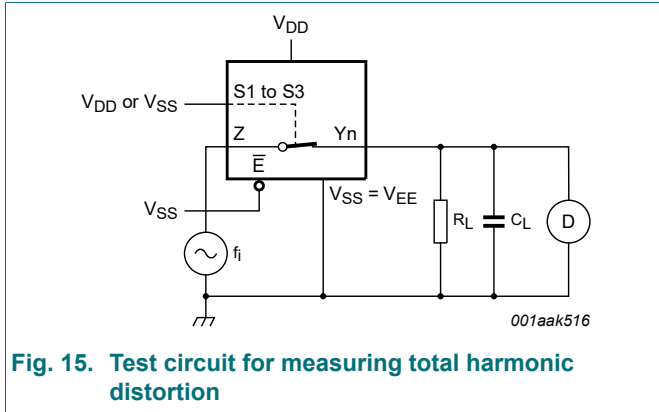 VDD
VDD or VSS
S1 to S3
Z
Yn
E
VSS
VSS = VEE
fi
RL
CL
D
001aak516
Fig. 15. Test circuit for measuring total harmonic
distortion